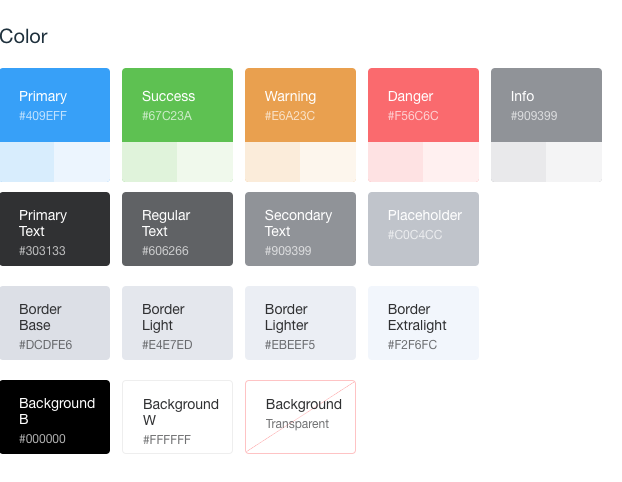 Color
Primary
#409EFF
Success
#67C23A
Warning
#E6A23C
Danger
#F56C6C
Info
#909399
Primary
Text
#303133
Regular
Text
#606266
Secondary
Text
#909399
Placeholder
#C0C4CC
Border
Base
#DCDFE6
Border
Light
#E4E7ED
Border
Lighter
#EBEEF5
Border
Extralight
#F2F6FC
Background
B
#000000
Background
W
#FFFFFF
Background
Transparent